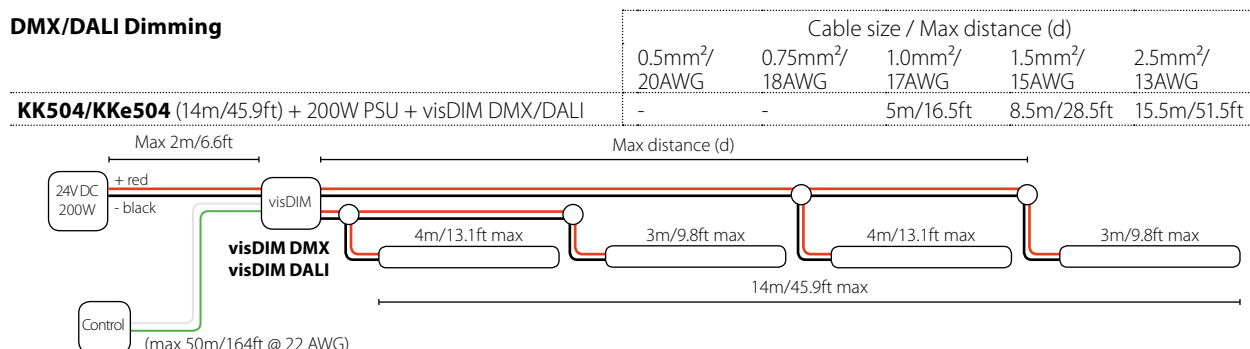 DMX/DALI Dimming
Cable size / Max distance (d)
0.5mm²/ 0.75mm²/ 1.0mm²/ 1.5mm²/ 2.5mm²/
20AWG 18AWG 17AWG 15AWG 13AWG
KK504/KKe504 (14m/45.9ft) + 200W PSU + visDIM DMX/DALI - - 5m/16.5ft 8.5m/28.5ft 15.5m/51.5ft
Max 2m/6.6ft
Max distance (d)
24V DC
200W
+ red
- black
visDIM
visDIM DMX
visDIM DALI
4m/13.1ft max
3m/9.8ft max
4m/13.1ft max
3m/9.8ft max
14m/45.9ft max
Control
(max 50m/164ft @ 22 AWG)